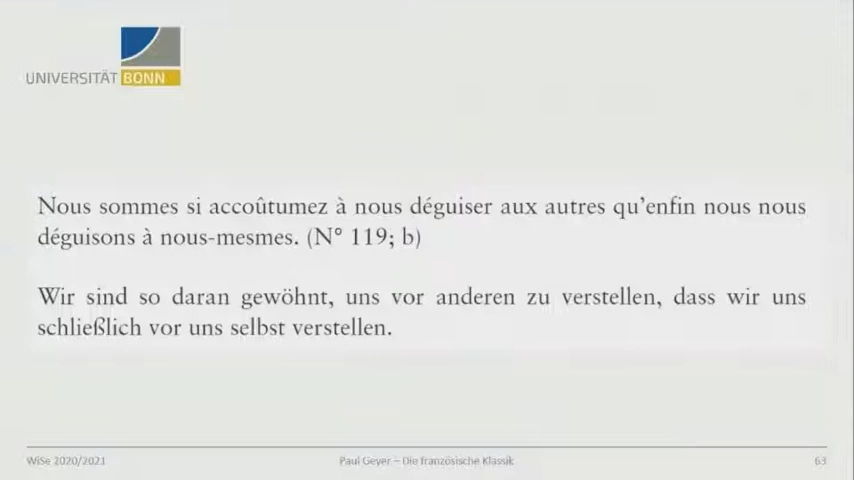 UNIVERSITÄT BONN
Nous sommes si accoûtumez à nous déguiser aux autres qu’enfin nous nous
déguisons à nous-mesmes. (N° 119; b)
Wir sind so daran gewöhnt, uns vor anderen zu verstellen, dass wir uns
schließlich vor uns selbst verstellen.
WiSe 2020/2021 Paul Geyer – Die französische Klassik 63